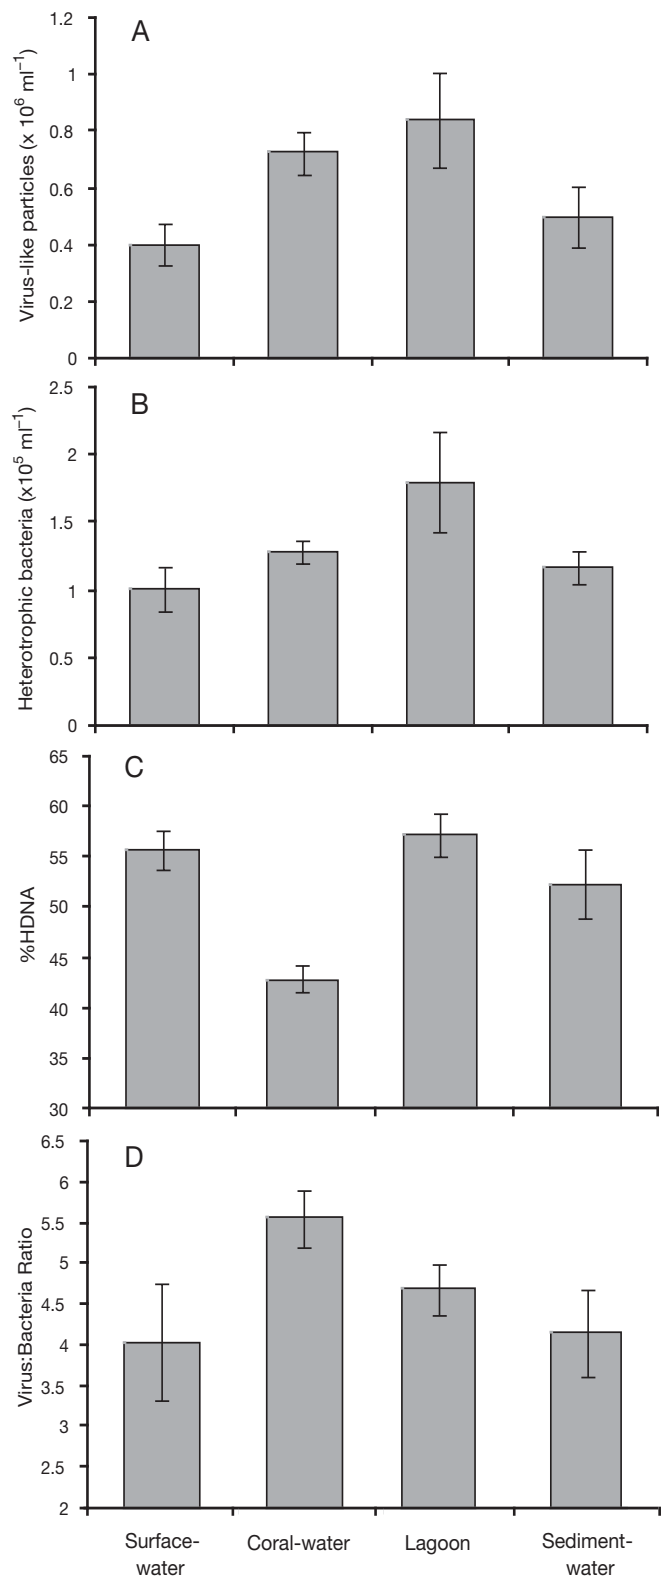 A
Virus-like particles (x 10⁶ ml⁻¹)
1.2
1
0.8
0.6
0.4
0.2
0
B
Heterotrophic bacteria (x10⁵ ml⁻¹)
2.5
2
1.5
1
0.5
0
C
%HDNA
65
60
55
50
45
40
35
30
D
Virus:Bacteria Ratio
6.5
6
5.5
5
4.5
4
3.5
3
2.5
2
Surface-
water
Coral-water
Lagoon
Sediment-
water